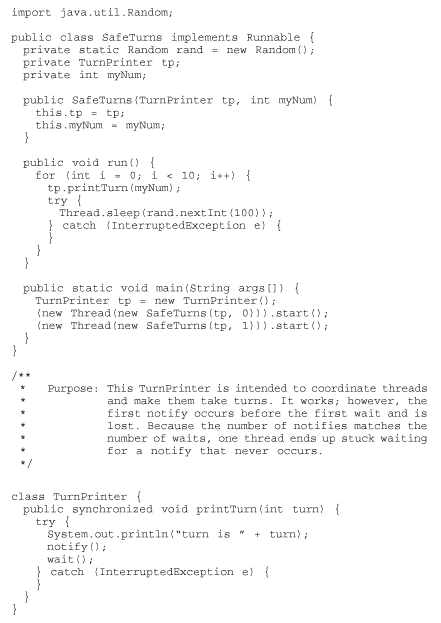 import java.util.Random;
public class SafeTurns implements Runnable {
private static Random rand = new Random();
private TurnPrinter tp;
private int myNum;
public SafeTurns(TurnPrinter tp, int myNum) {
this.tp = tp;
this.myNum = myNum;
}
public void run() {
for (int i = 0; i < 10; i++) {
tp.printTurn(myNum);
try {
Thread.sleep(rand.nextInt(100));
} catch (InterruptedException e) {
}
}
}
public static void main(String args[]) {
TurnPrinter tp = new TurnPrinter();
(new Thread(new SafeTurns(tp, 0))).start();
(new Thread(new SafeTurns(tp, 1))).start();
}
}
/**
* Purpose: This TurnPrinter is intended to coordinate threads
* and make them take turns. It works; however, the
* first notify occurs before the first wait and is
* lost. Because the number of notifies matches the
* number of waits, one thread ends up stuck waiting
* for a notify that never occurs.
*/
class TurnPrinter {
public synchronized void printTurn(int turn) {
try {
System.out.println("turn is " + turn);
notify();
wait();
} catch (InterruptedException e) {
}
}
}